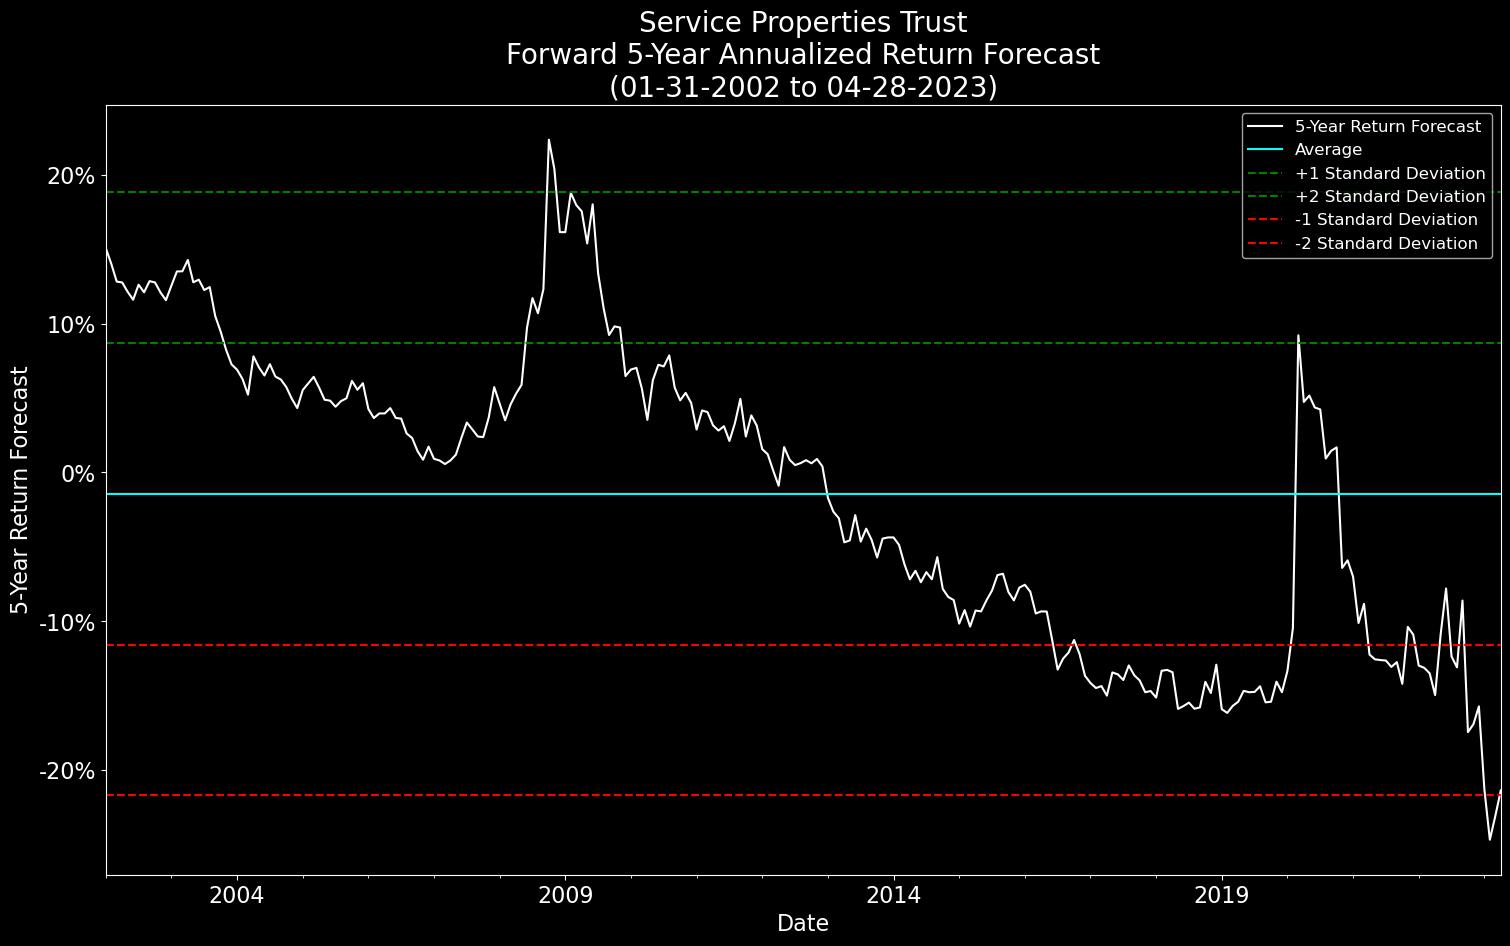 Service Properties Trust
Forward 5-Year Annualized Return Forecast
(01-31-2002 to 04-28-2023)
5-Year Return Forecast
Average
+1 Standard Deviation
+2 Standard Deviation
-1 Standard Deviation
-2 Standard Deviation
5-Year Return Forecast
20%
10%
0%
-10%
-20%
2004
2009
2014
2019
Date